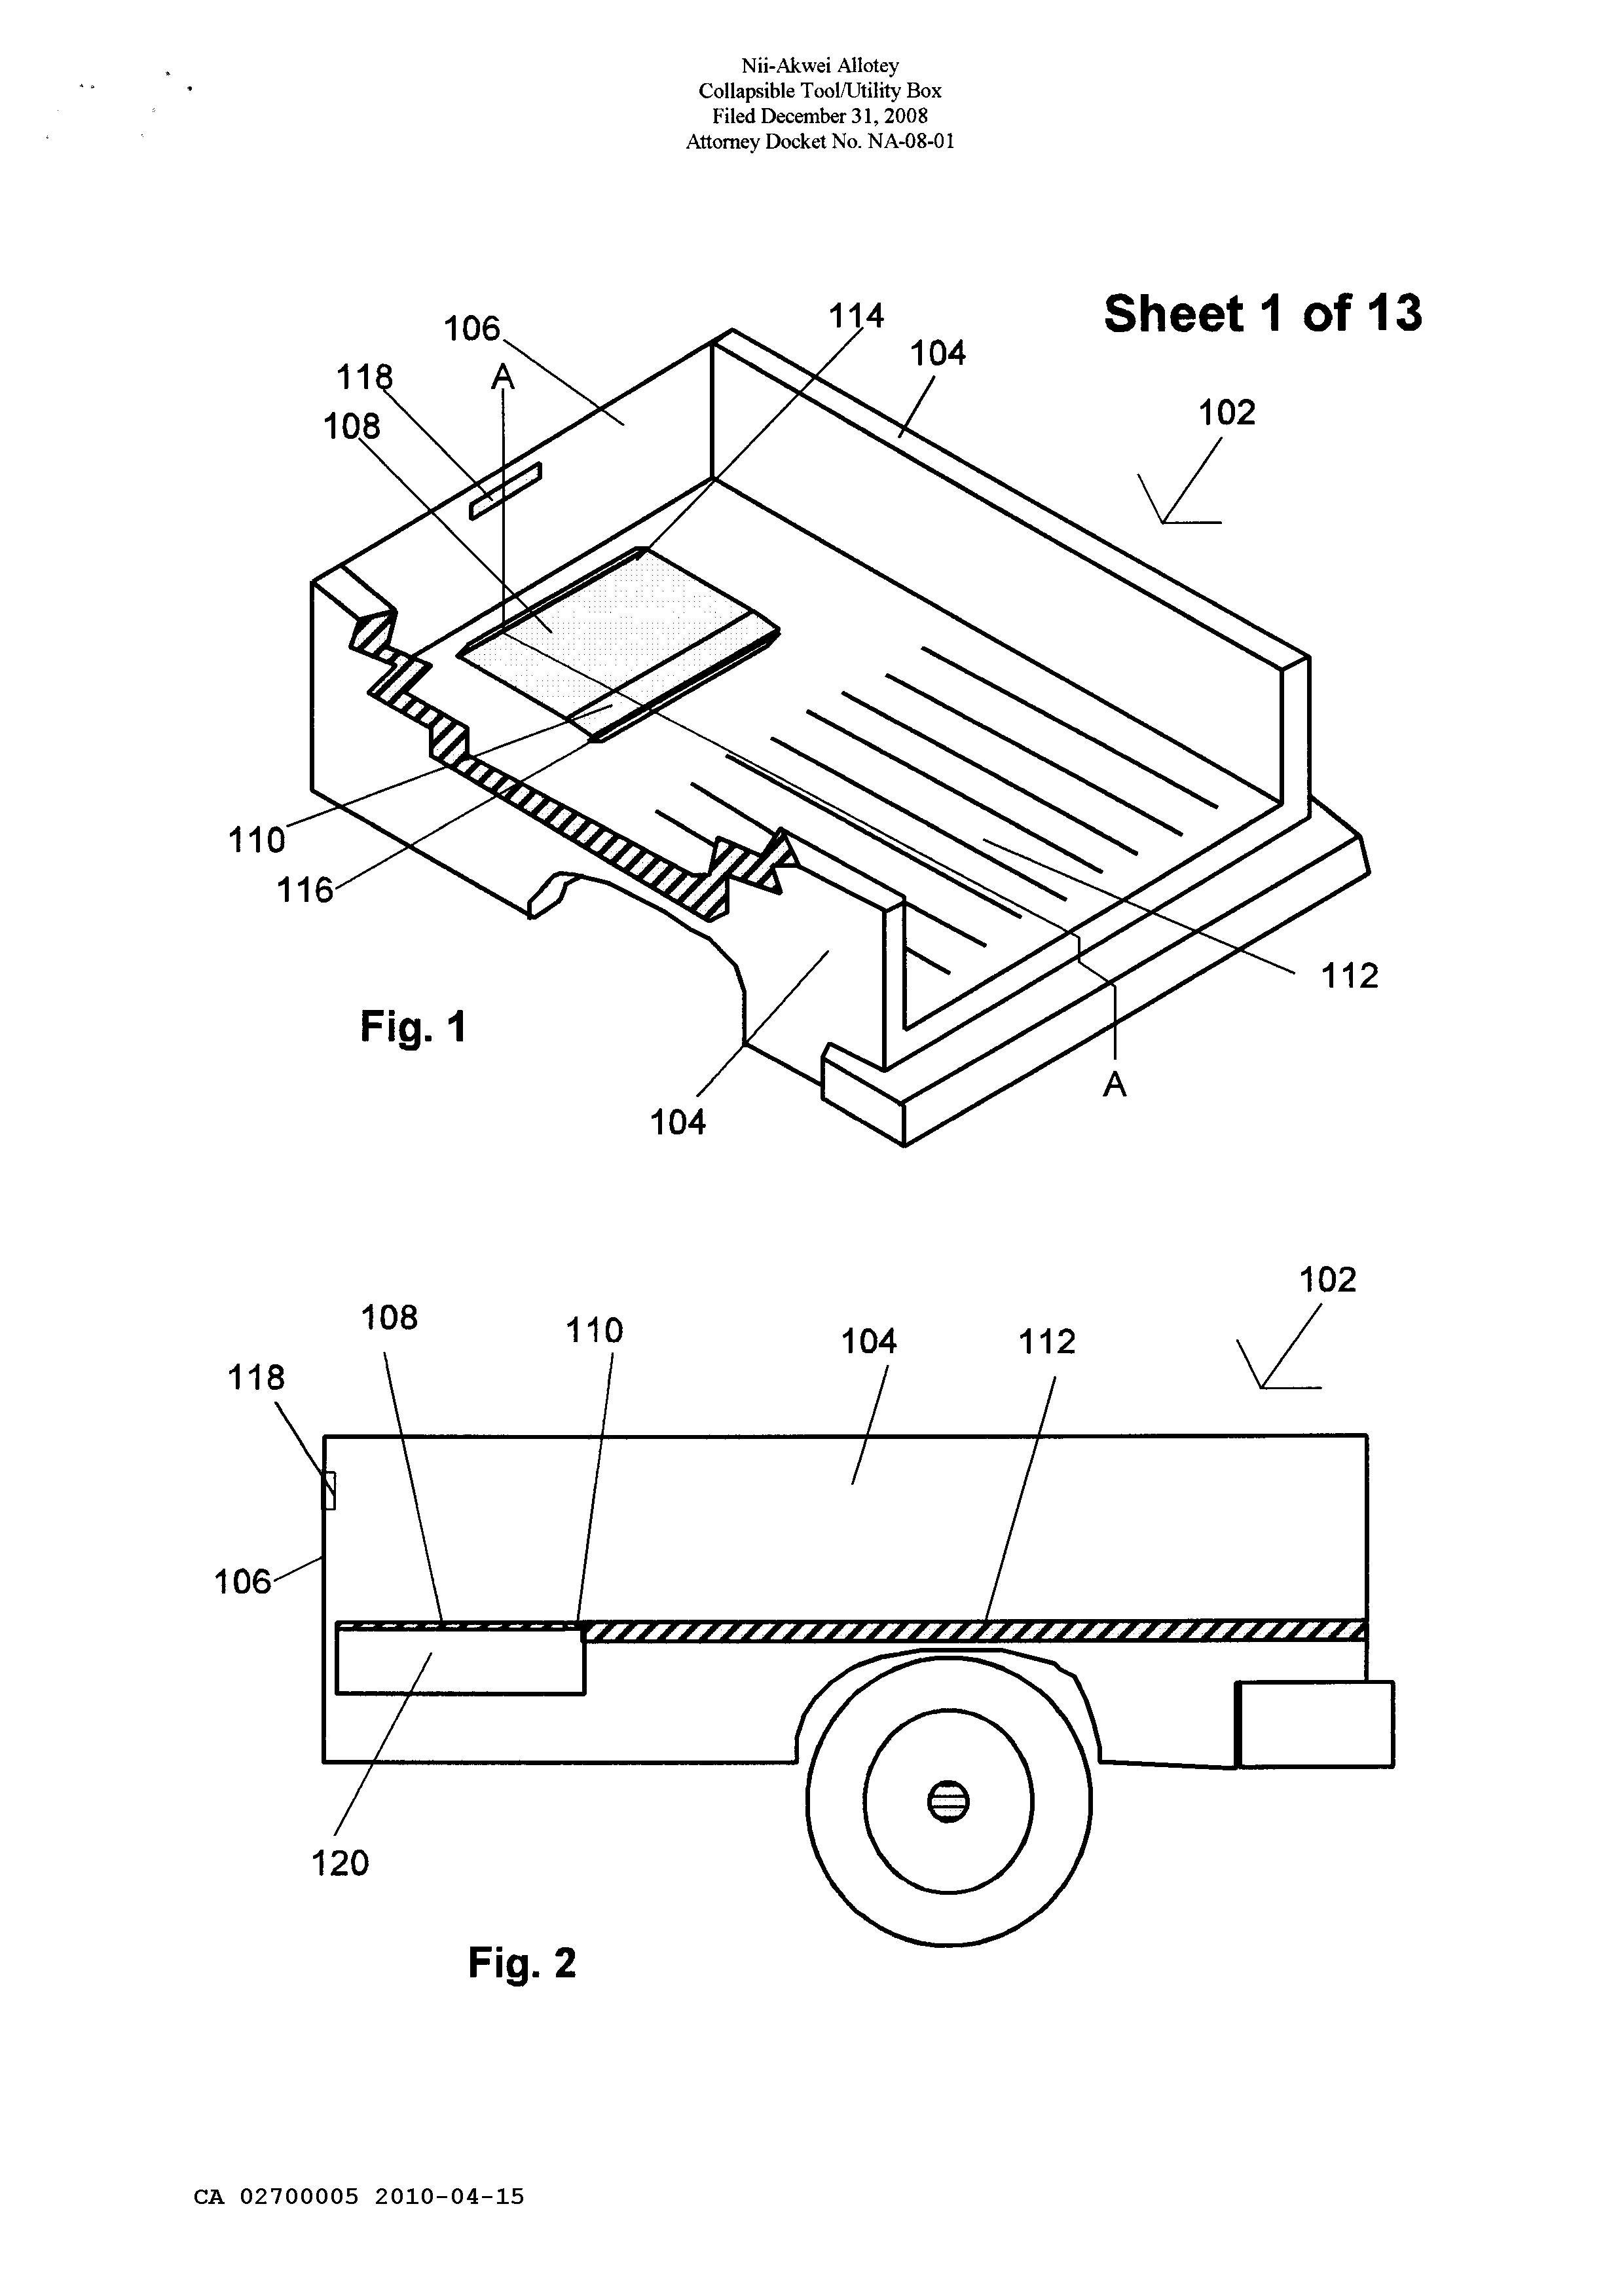 Nii-Akwei Allotey
Collapsible Tool/Utility Box
Filed December 31, 2008
Attorney Docket No. NA-08-01
Sheet 1 of 13
114
106
104
118
A
102
108
110
112
116
Fig. 1
A
104
102
108
110
104
112
118
106
120
Fig. 2
CA 02700005 2010-04-15